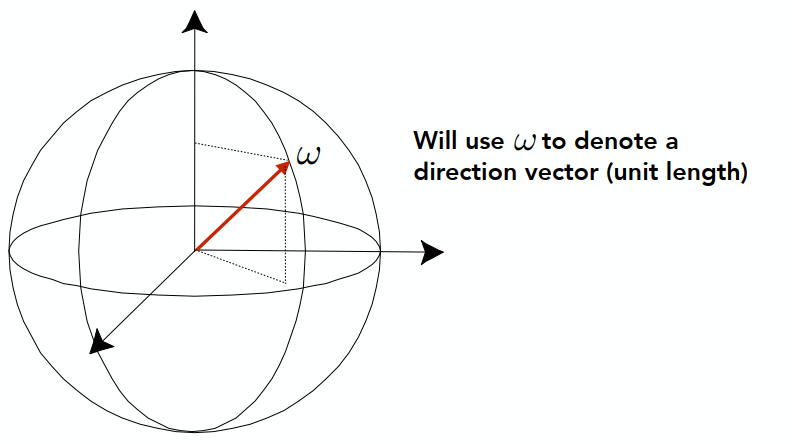 ω
Will use ω to denote a
direction vector (unit length)